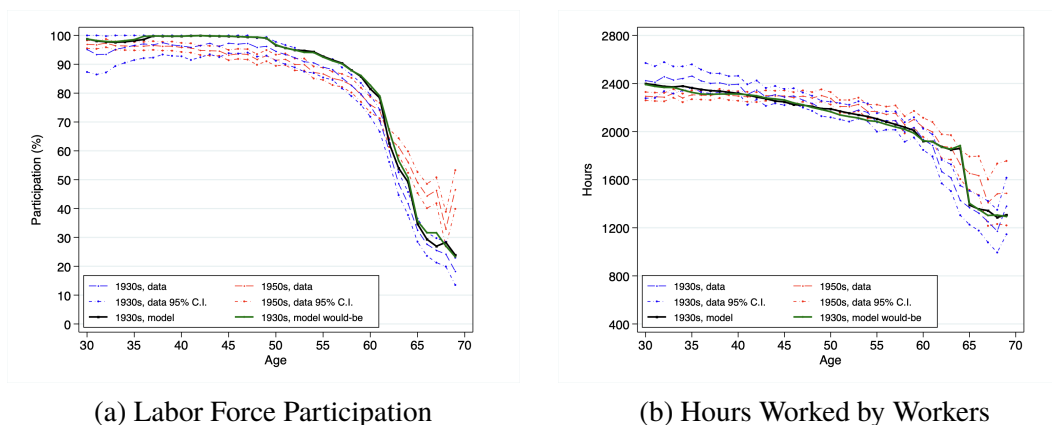 100
90
80
70
60
50
40
30
20
10
0
Participation (%)
1930s, data
1950s, data
1930s, data 95% C.I.
1950s, data 95% C.I.
1930s, model
1930s, model would-be
30 35 40 45 50 55 60 65 70
Age
(a) Labor Force Participation
2800
2400
2000
1600
1200
800
400
Hours
1930s, data
1950s, data
1930s, data 95% C.I.
1950s, data 95% C.I.
1930s, model
1930s, model would-be
30 35 40 45 50 55 60 65 70
Age
(b) Hours Worked by Workers